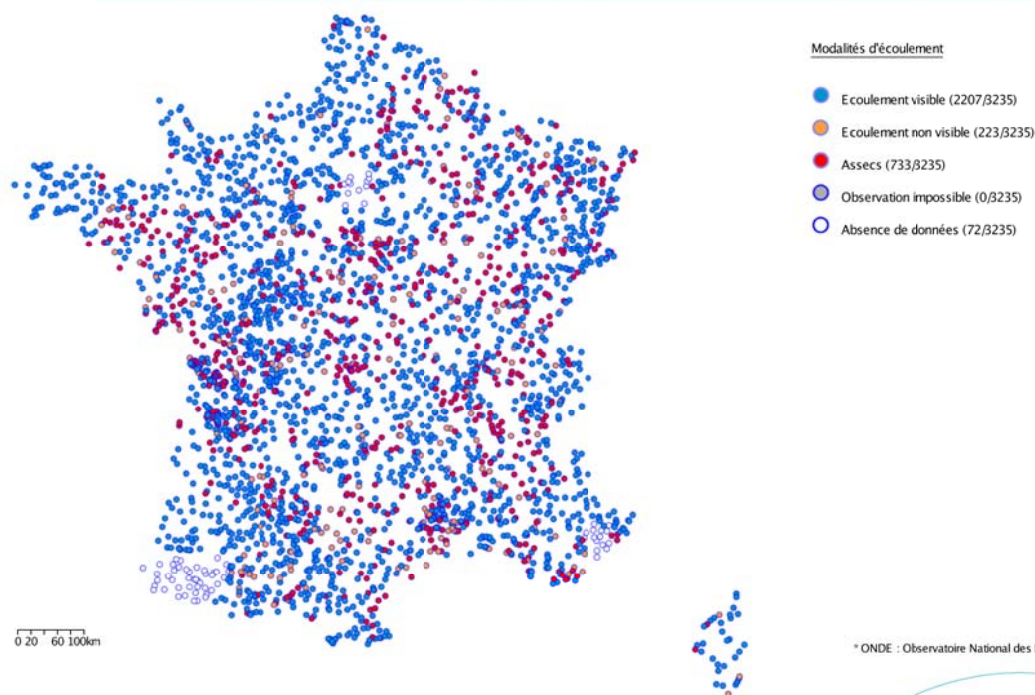 Modalités d'écoulement
Ecoulement visible (2207/3235)
Ecoulement non visible (223/3235)
Assecs (733/3235)
Observation impossible (0/3235)
Absence de données (72/3235)
0 20 60 100km
* ONDE : Observatoire National des